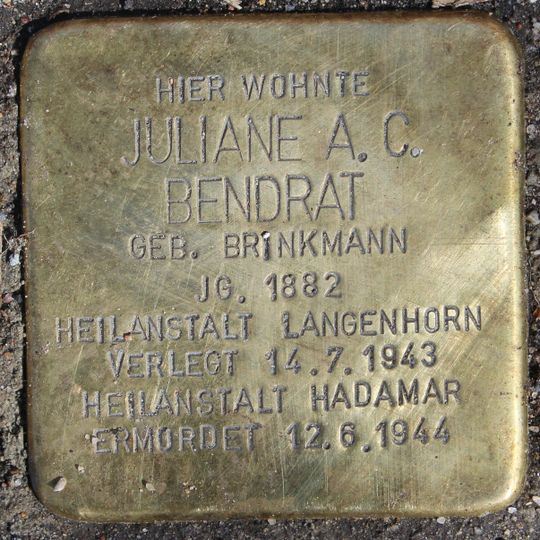 HIER WOHNTE
JULIANE A. C.
BENDRAT
GEB. BRINKMANN
JG. 1882
HEILANSTALT LANGENHORN
VERLEGT 14.7.1943
HEILANSTALT HADAMAR
ERMORDET 12.6.1944